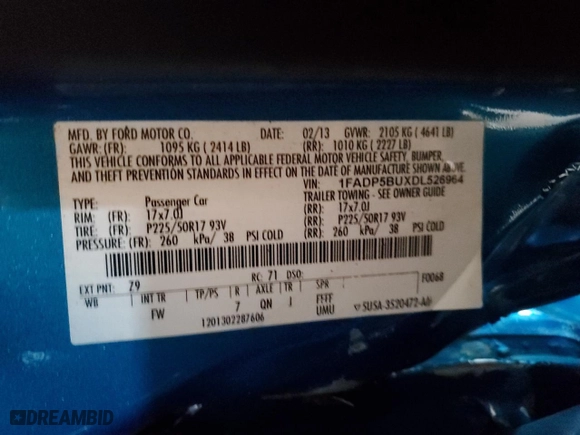 MFD. BY FORD MOTOR CO.  DATE: 02/13  GVWR: 2105 KG ( 4641 LB)
GAWR: (FR): 1095 KG ( 2414 LB)  (RR): 1010 KG ( 2227 LB)
THIS VEHICLE CONFORMS TO ALL APPLICABLE FEDERAL MOTOR VEHICLE SAFETY, BUMPER,
AND THEFT PREVENTION STANDARDS IN EFFECT ON THE DATE OF MANUFACTURE SHOWN ABOVE.
VIN: 1FADP5BUXDL526964
TYPE: Passenger Car  TRAILER TOWING - SEE OWNER GUIDE
RIM: (FR): 17x7.0J  (RR): 17x7.0J
TIRE: (FR): P225/50R17 93V  (RR): P225/50R17 93V
PRESSURE: (FR): 260 kPa/ 38 PSI COLD  (RR): 260 kPa/ 38 PSI COLD
EXT PNT: Z9  RC: 71 DSO:  F0068
WB INT TR TP/PS R AXLE TR SPR
FW 7 QN J FFFF
UMU
1201302287606
5USA-3520472-AB
DREAMBID